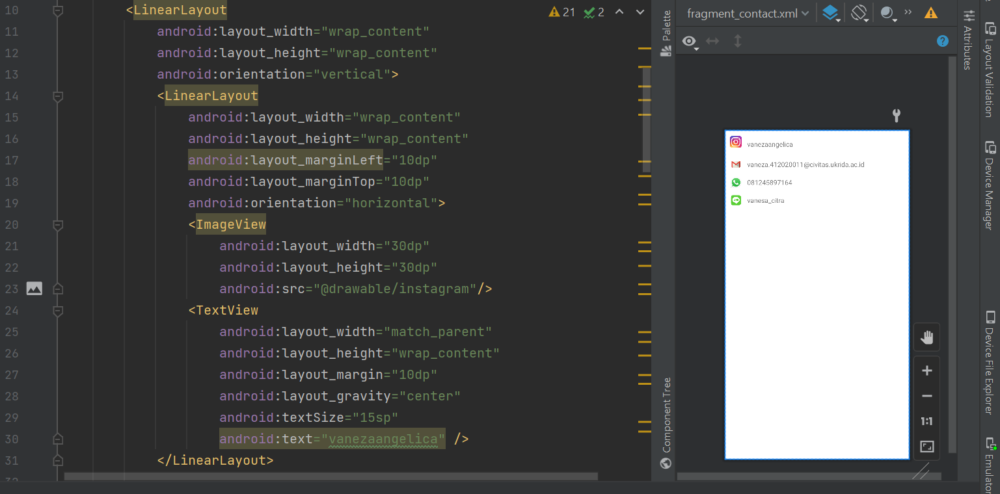 10 <LinearLayout
11 android:layout_width="wrap_content"
12 android:layout_height="wrap_content"
13 android:orientation="vertical">
14 <LinearLayout
15 android:layout_width="wrap_content"
16 android:layout_height="wrap_content"
17 android:layout_marginLeft="10dp"
18 android:layout_marginTop="10dp"
19 android:orientation="horizontal">
20 <ImageView
21 android:layout_width="30dp"
22 android:layout_height="30dp"
23 android:src="@drawable/instagram"/>
24 <TextView
25 android:layout_width="match_parent"
26 android:layout_height="wrap_content"
27 android:layout_margin="10dp"
28 android:layout_gravity="center"
29 android:textSize="15sp"
30 android:text="vanezaangelica" />
31 </LinearLayout>
21 2
Palette
Component Tree
fragment_contact.xml
vanezaangelica
vaneza.412020011@civitas.ukrida.ac.id
081245897164
vanesa_citra
1:1
Attributes
Layout Validation
Device Manager
Device File Explorer
Emulator